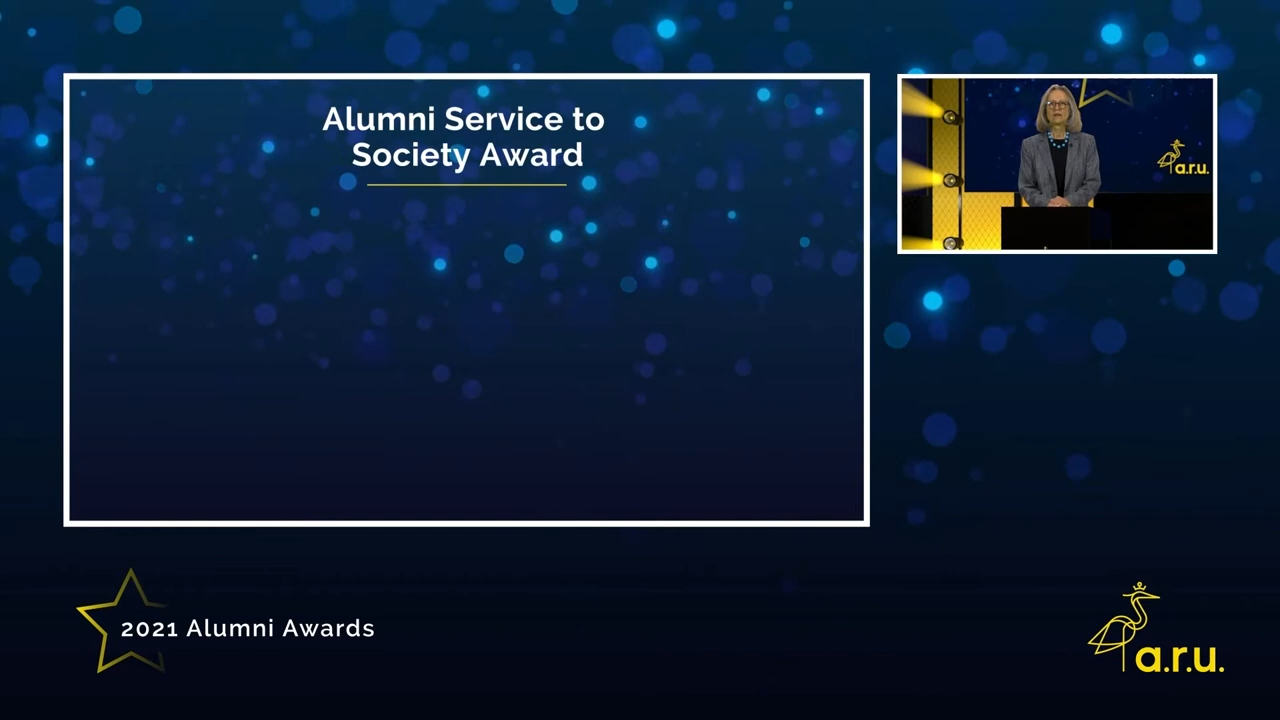 Alumni Service to
Society Award
a.r.u.
2021 Alumni Awards
a.r.u.